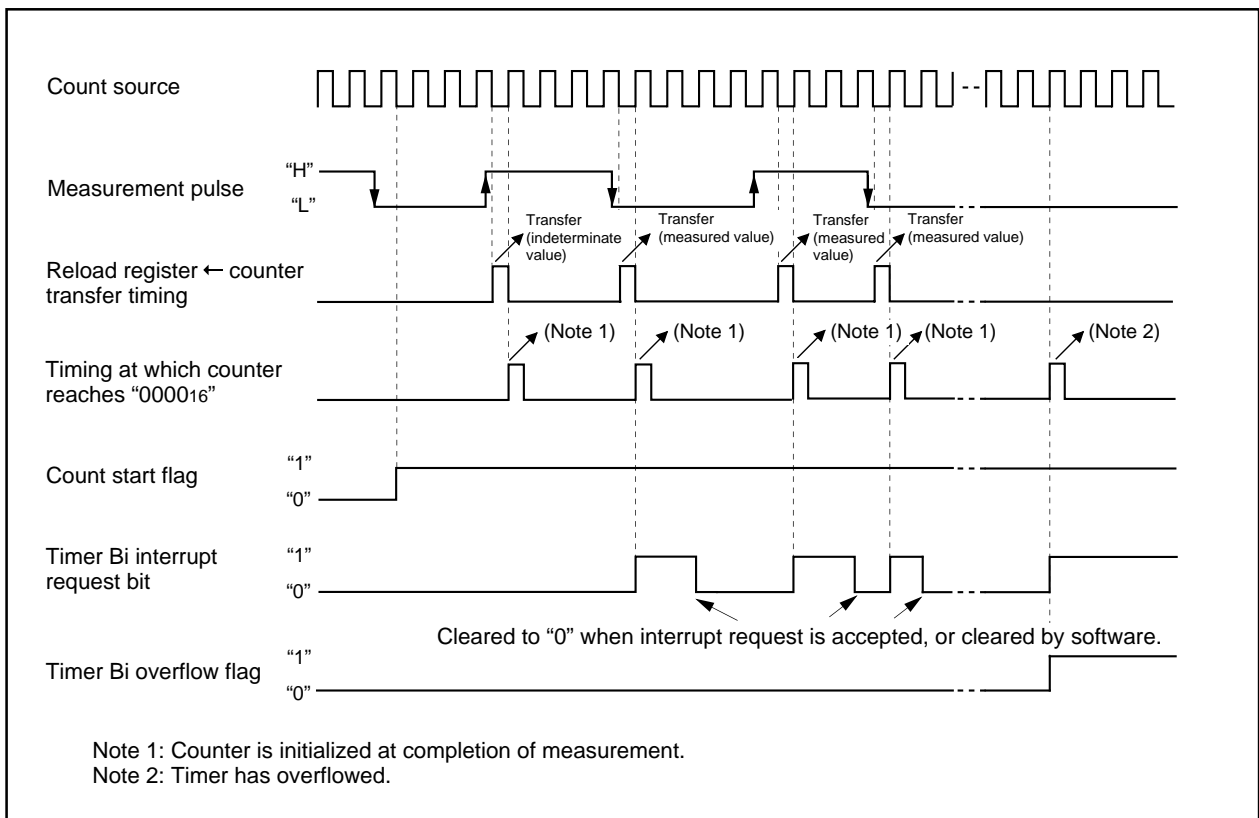 Count source
Measurement pulse
“H”
“L”
Transfer
(indeterminate
value)
Transfer
(measured value)
Transfer
(measured
value)
Transfer
(measured value)
Reload register ← counter
transfer timing
(Note 1)
(Note 1)
(Note 1)
(Note 1)
(Note 2)
Timing at which counter
reaches “000016”
Count start flag
“1”
“0”
Timer Bi interrupt
request bit
“1”
“0”
Cleared to “0” when interrupt request is accepted, or cleared by software.
Timer Bi overflow flag
“1”
“0”
Note 1: Counter is initialized at completion of measurement.
Note 2: Timer has overflowed.